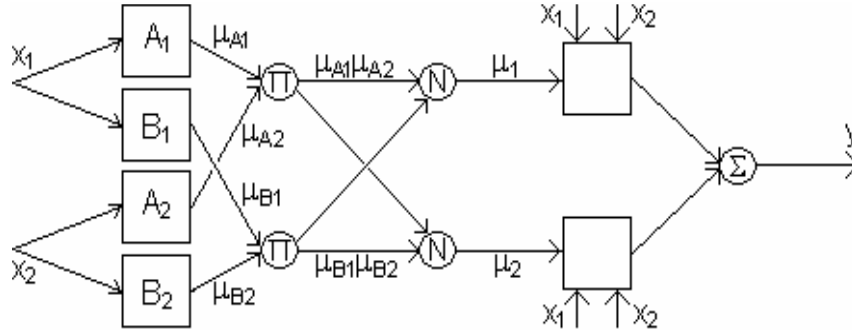 X₁ X₂
A₁ μA1
X₁
Π μA1μA2 N μ₁
B₁ μA2
y
Σ
A₂ μB1
X₂
Π μB1μB2 N μ₂
B₂ μB2
X₁ X₂